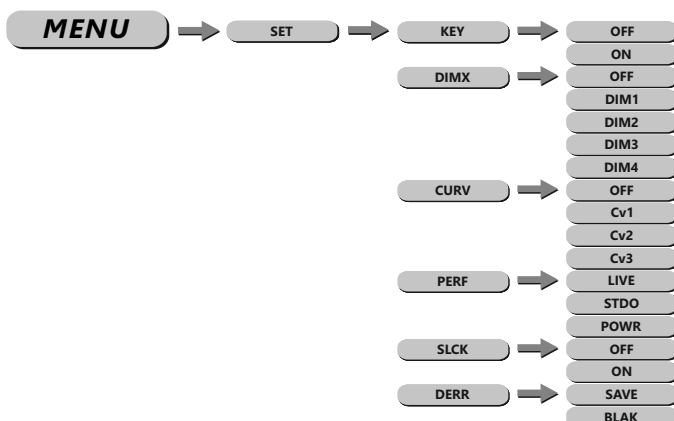 MENU SET KEY OFF
ON
DIMX OFF
DIM1
DIM2
DIM3
DIM4
CURV OFF
Cv1
Cv2
Cv3
PERF LIVE
STDO
POWR
SLCK OFF
ON
DERR SAVE
BLAK